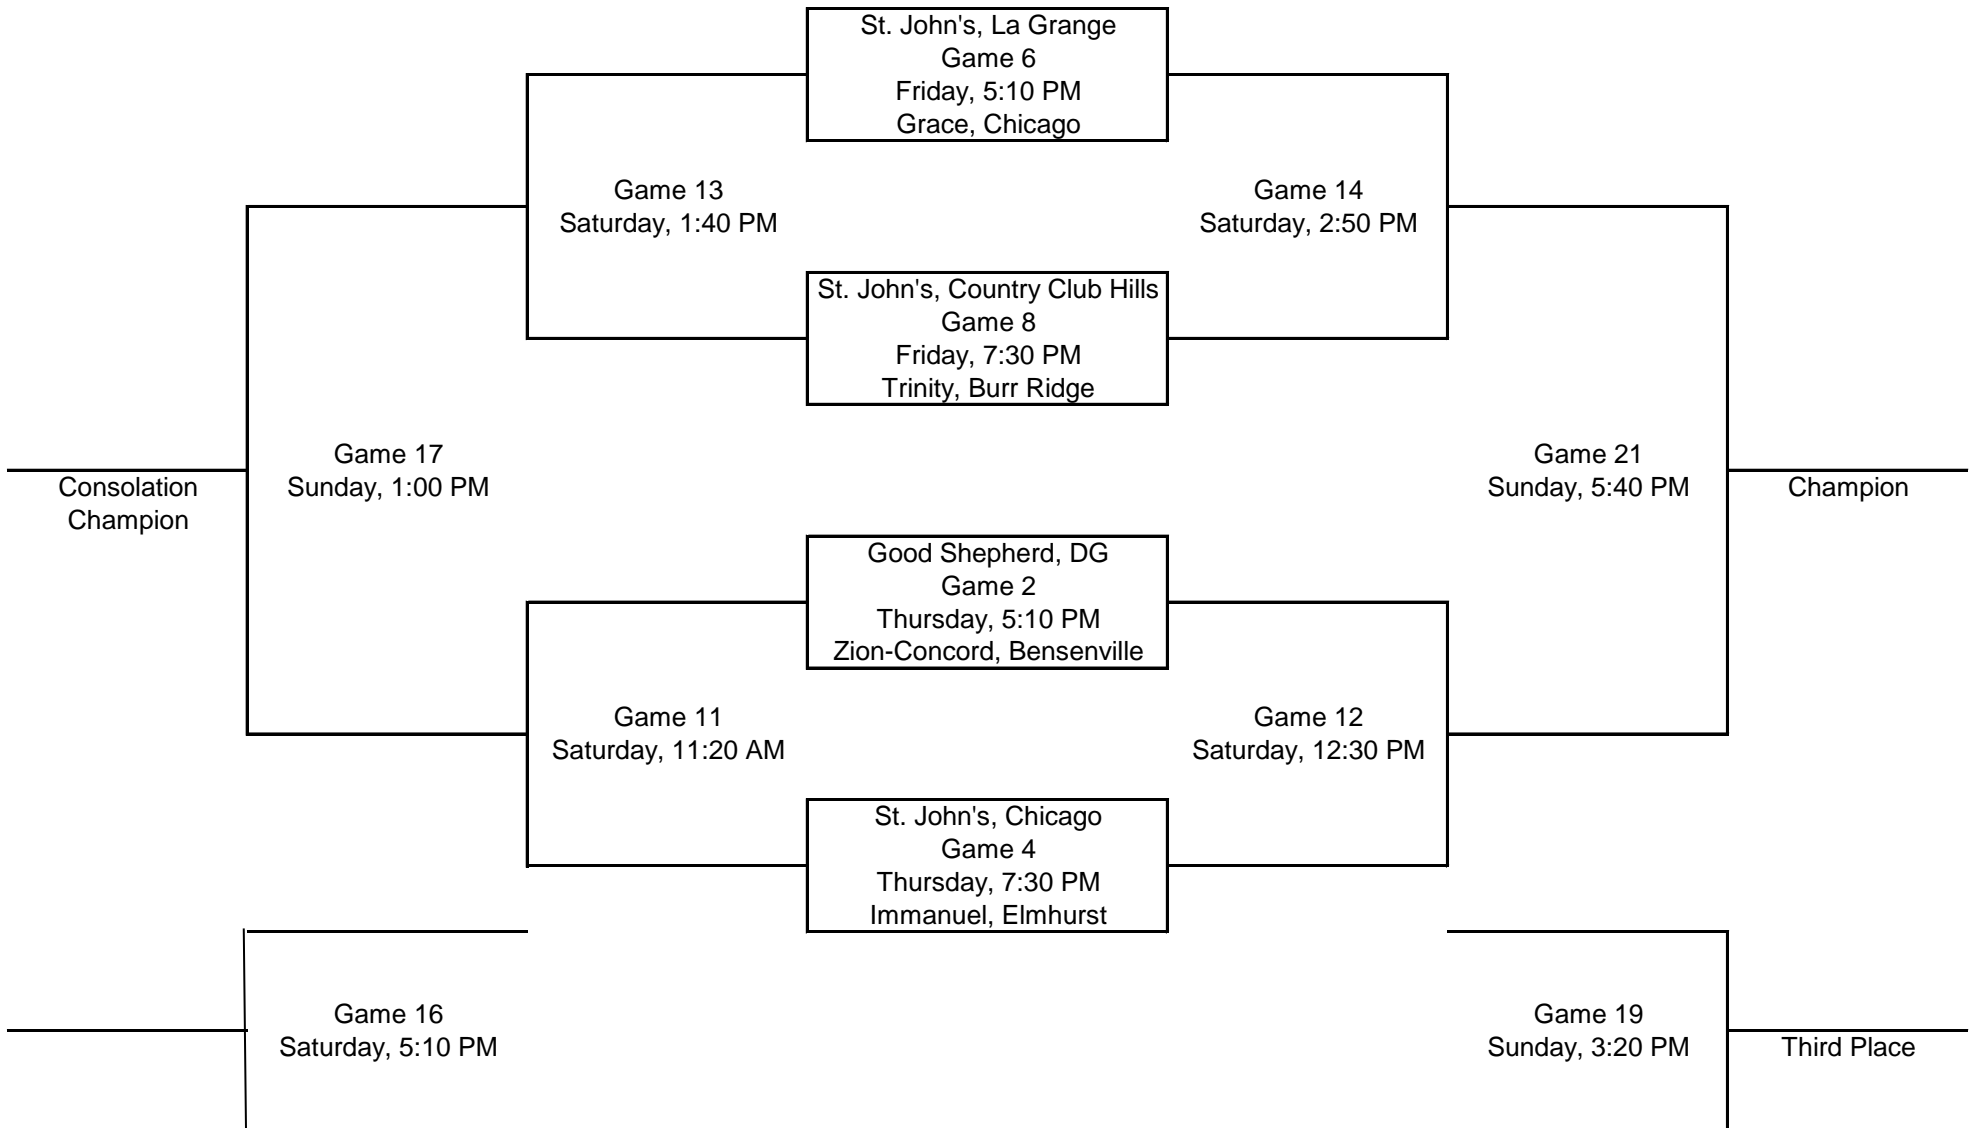 St. John's, La Grange
Game 6
Friday, 5:10 PM
Grace, Chicago
Game 13
Saturday, 1:40 PM
Game 14
Saturday, 2:50 PM
St. John's, Country Club Hills
Game 8
Friday, 7:30 PM
Trinity, Burr Ridge
Game 17
Sunday, 1:00 PM
Consolation
Champion
Game 21
Sunday, 5:40 PM
Champion
Good Shepherd, DG
Game 2
Thursday, 5:10 PM
Zion-Concord, Bensenville
Game 11
Saturday, 11:20 AM
Game 12
Saturday, 12:30 PM
St. John's, Chicago
Game 4
Thursday, 7:30 PM
Immanuel, Elmhurst
Game 16
Saturday, 5:10 PM
Game 19
Sunday, 3:20 PM
Third Place